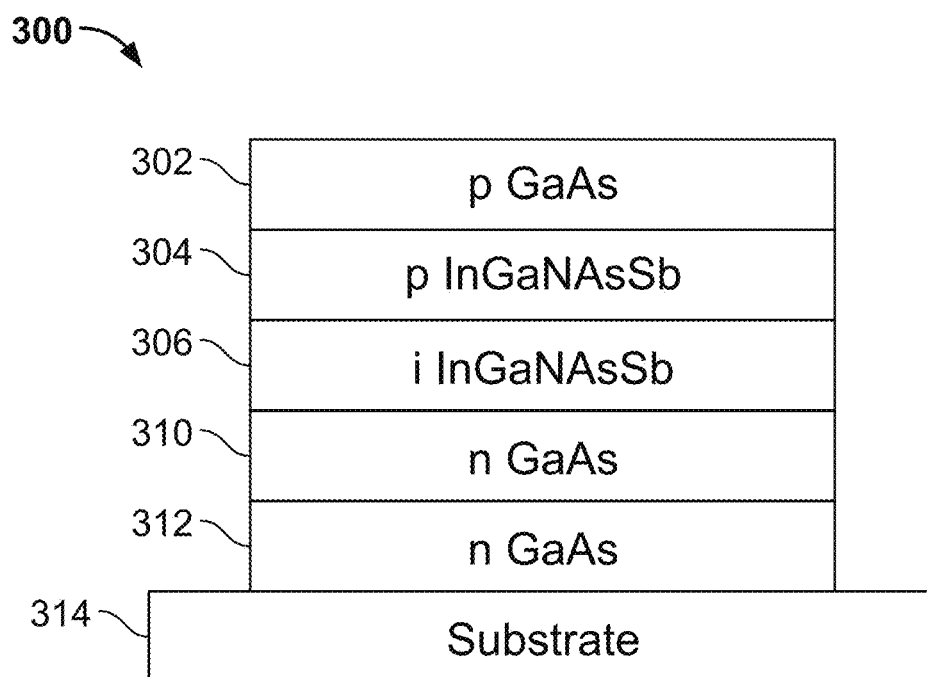 300
302
p GaAs
304
p InGaNAsSb
306
i InGaNAsSb
310
n GaAs
312
n GaAs
314
Substrate